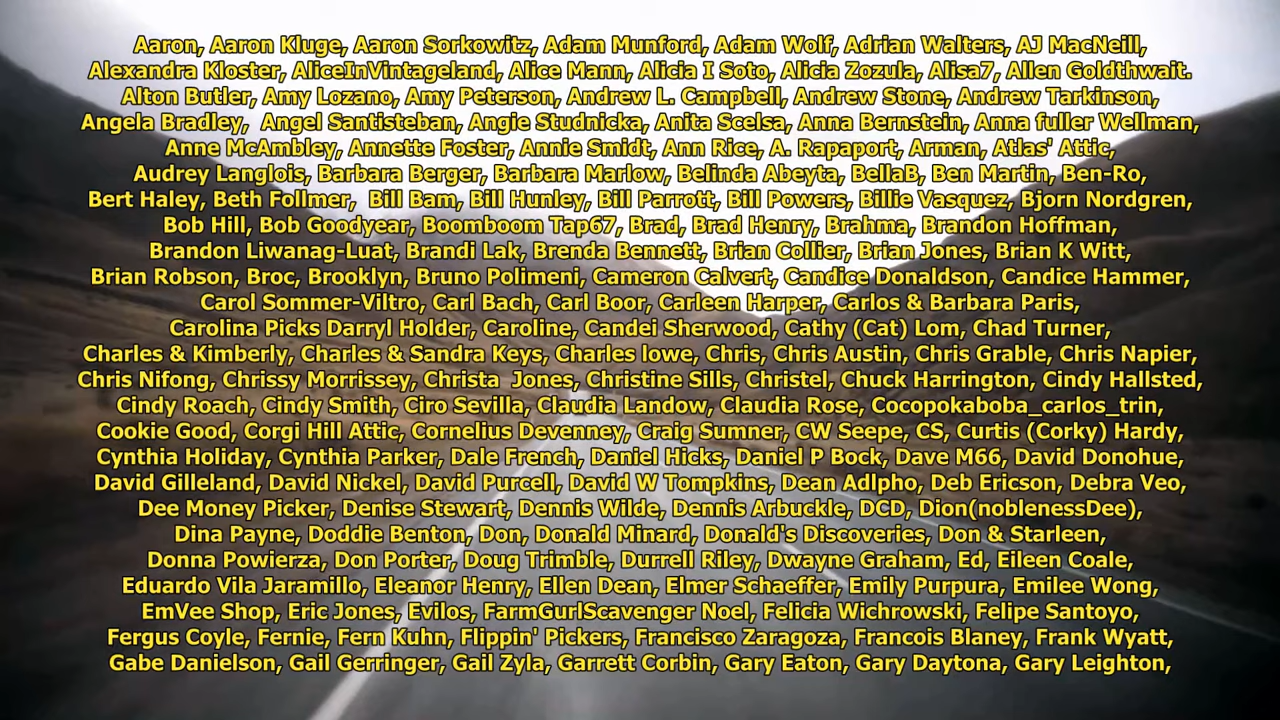 Aaron, Aaron Kluge, Aaron Sorkowitz, Adam Munford, Adam Wolf, Adrian Walters, AJ MacNeill,
Alexandra Kloster, AliceInVintageland, Alice Mann, Alicia I Soto, Alicia Zozula, Alisa7, Allen Goldthwait.
Alton Butler, Amy Lozano, Amy Peterson, Andrew L. Campbell, Andrew Stone, Andrew Tarkinson,
Angela Bradley,  Angel Santisteban, Angie Studnicka, Anita Scelsa, Anna Bernstein, Anna fuller Wellman,
Anne McAmbley, Annette Foster, Annie Smidt, Ann Rice, A. Rapaport, Arman, Atlas' Attic,
Audrey Langlois, Barbara Berger, Barbara Marlow, Belinda Abeyta, BellaB, Ben Martin, Ben-Ro,
Bert Haley, Beth Follmer,  Bill Bam, Bill Hunley, Bill Parrott, Bill Powers, Billie Vasquez, Bjorn Nordgren,
Bob Hill, Bob Goodyear, Boomboom Tap67, Brad, Brad Henry, Brahma, Brandon Hoffman,
Brandon Liwanag-Luat, Brandi Lak, Brenda Bennett, Brian Collier, Brian Jones, Brian K Witt,
Brian Robson, Broc, Brooklyn, Bruno Polimeni, Cameron Calvert, Candice Donaldson, Candice Hammer,
Carol Sommer-Viltro, Carl Bach, Carl Boor, Carleen Harper, Carlos & Barbara Paris,
Carolina Picks Darryl Holder, Caroline, Candei Sherwood, Cathy (Cat) Lom, Chad Turner,
Charles & Kimberly, Charles & Sandra Keys, Charles lowe, Chris, Chris Austin, Chris Grable, Chris Napier,
Chris Nifong, Chrissy Morrissey, Christa  Jones, Christine Sills, Christel, Chuck Harrington, Cindy Hallsted,
Cindy Roach, Cindy Smith, Ciro Sevilla, Claudia Landow, Claudia Rose, Cocopokaboba_carlos_trin,
Cookie Good, Corgi Hill Attic, Cornelius Devenney, Craig Sumner, CW Seepe, CS, Curtis (Corky) Hardy,
Cynthia Holiday, Cynthia Parker, Dale French, Daniel Hicks, Daniel P Bock, Dave M66, David Donohue,
David Gilleland, David Nickel, David Purcell, David W Tompkins, Dean Adlpho, Deb Ericson, Debra Veo,
Dee Money Picker, Denise Stewart, Dennis Wilde, Dennis Arbuckle, DCD, Dion(noblenessDee),
Dina Payne, Doddie Benton, Don, Donald Minard, Donald's Discoveries, Don & Starleen,
Donna Powierza, Don Porter, Doug Trimble, Durrell Riley, Dwayne Graham, Ed, Eileen Coale,
Eduardo Vila Jaramillo, Eleanor Henry, Ellen Dean, Elmer Schaeffer, Emily Purpura, Emilee Wong,
EmVee Shop, Eric Jones, Evilos, FarmGurlScavenger Noel, Felicia Wichrowski, Felipe Santoyo,
Fergus Coyle, Fernie, Fern Kuhn, Flippin' Pickers, Francisco Zaragoza, Francois Blaney, Frank Wyatt,
Gabe Danielson, Gail Gerringer, Gail Zyla, Garrett Corbin, Gary Eaton, Gary Daytona, Gary Leighton,